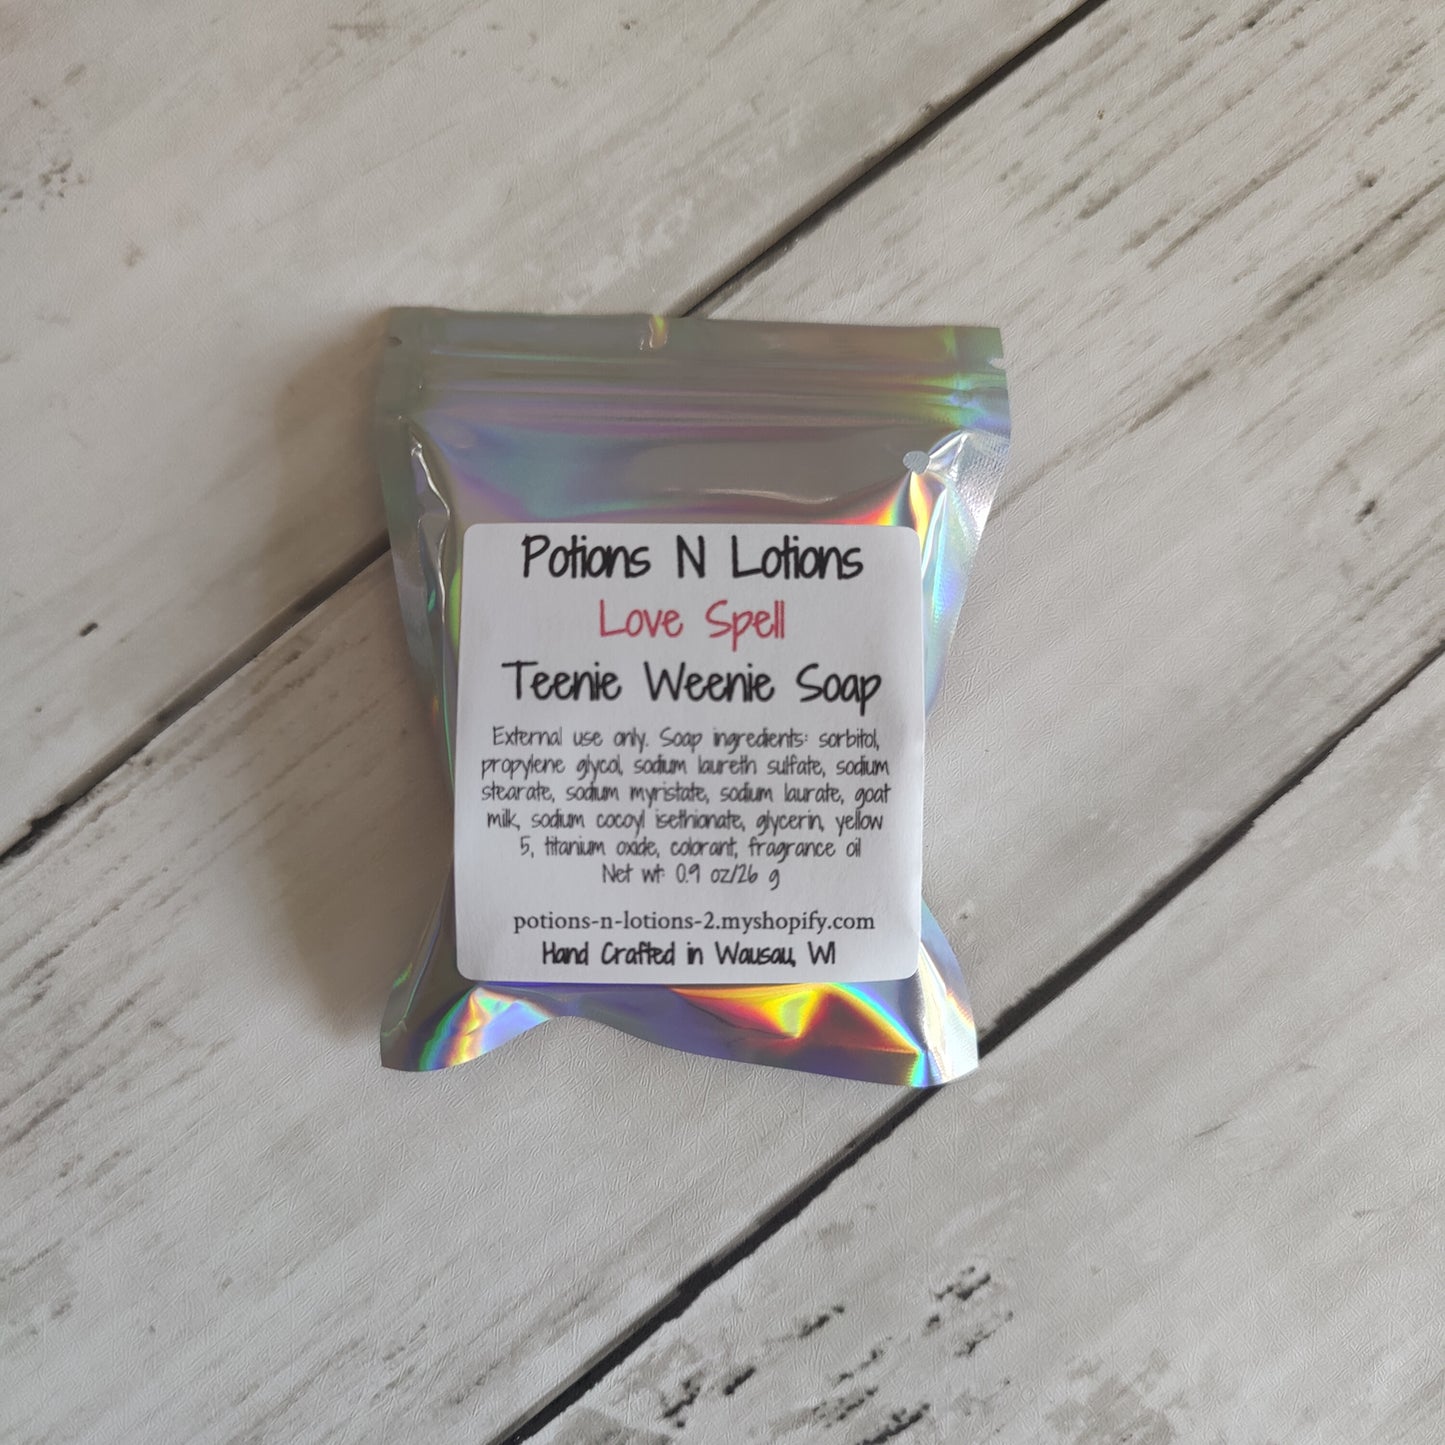 Potions N Lotions
Love Spell
Teenie Weenie Soap
External use only. Soap ingredients: sorbitol,
propylene glycol, sodium laureth sulfate, sodium
stearate, sodium myristate, sodium laurate, goat
milk, sodium cocoyl isethionate, glycerin, yellow
5, titanium oxide, colorant, fragrance oil
Net wt: 0.9 oz/26 g
potions-n-lotions-2.myshopify.com
Hand Crafted in Wausau, WI